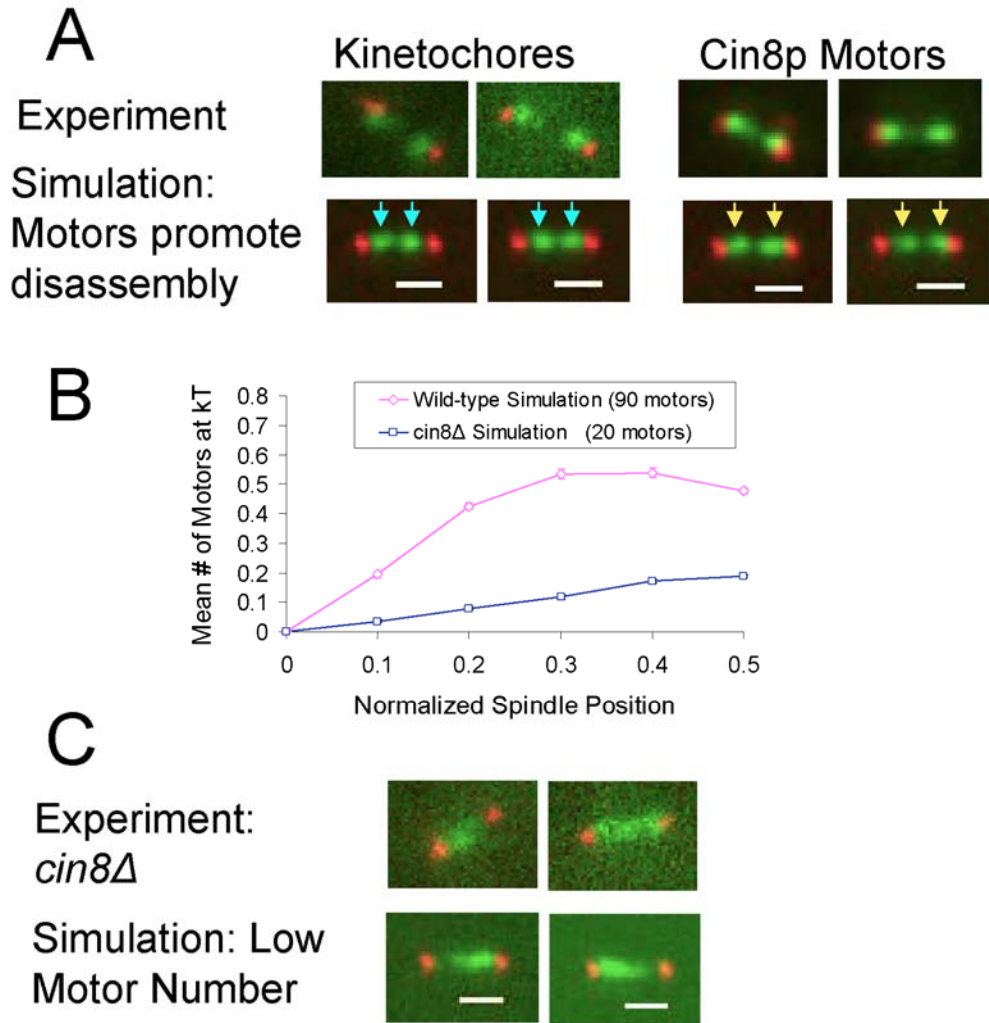 A
Kinetochores
Cin8p Motors
Experiment
Simulation:
Motors promote
disassembly
B
Mean # of Motors at kT
0.8
0.7
0.6
0.5
0.4
0.3
0.2
0.1
0
Wild-type Simulation (90 motors)
cin8Δ Simulation (20 motors)
0 0.1 0.2 0.3 0.4 0.5
Normalized Spindle Position
C
Experiment:
cin8Δ
Simulation: Low
Motor Number